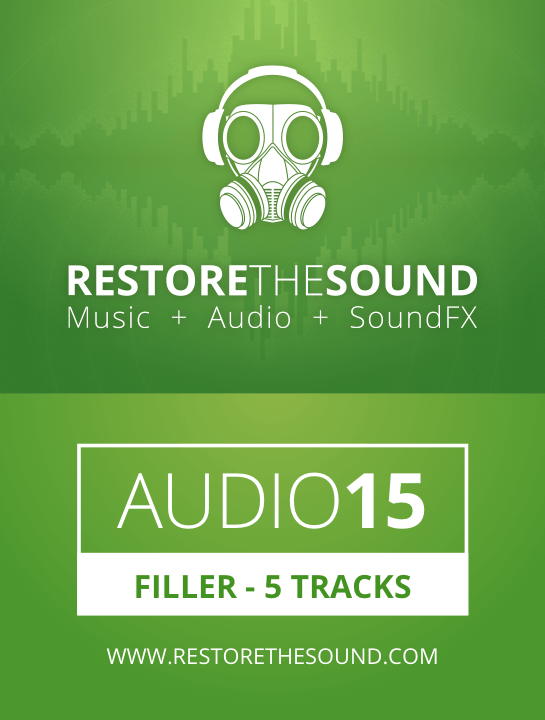 RESTORETHESOUND
Music + Audio + SoundFX
AUDIO15
FILLER - 5 TRACKS
WWW.RESTORETHESOUND.COM